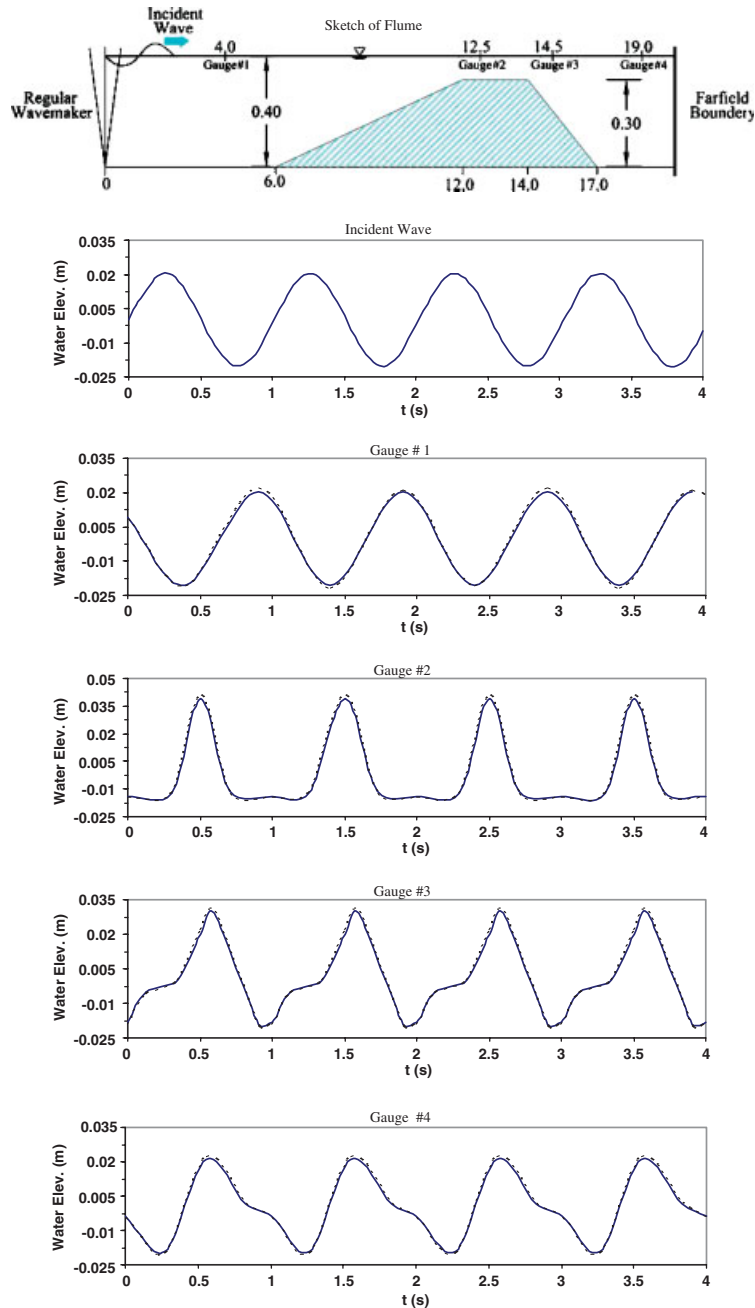 Sketch of Flume
Incident
Wave
4.0
12.5
14.5
19.0
Gauge#1
Gauge#2
Gauge #3
Gauge #4
Regular
Wavemaker
0.40
0.30
Farfield
Boundery
0
6.0
12.0
14.0
17.0
Incident Wave
Water Elev. (m)
0.035
0.02
0.005
-0.01
-0.025
0 0.5 1 1.5 2 2.5 3 3.5 4
t (s)
Gauge # 1
Water Elev. (m)
0.035
0.02
0.005
-0.01
-0.025
0 0.5 1 1.5 2 2.5 3 3.5 4
t (s)
Gauge #2
Water Elev. (m)
0.05
0.035
0.02
0.005
-0.01
-0.025
0 0.5 1 1.5 2 2.5 3 3.5 4
t (s)
Gauge #3
Water Elev. (m)
0.035
0.02
0.005
-0.01
-0.025
0 0.5 1 1.5 2 2.5 3 3.5 4
t (s)
Gauge #4
Water Elev. (m)
0.035
0.02
0.005
-0.01
-0.025
0 0.5 1 1.5 2 2.5 3 3.5 4
t (s)